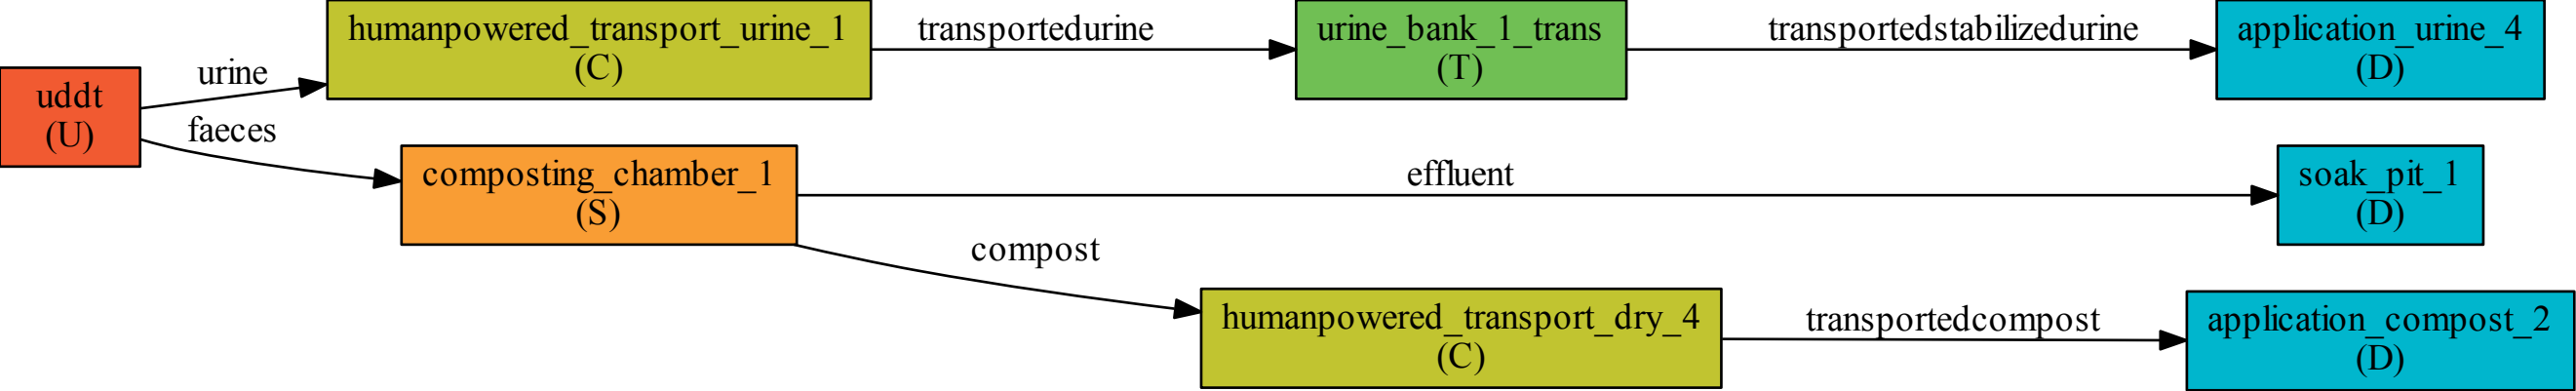 uddt
(U)
urine
faeces
humanpowered_transport_urine_1
(C)
transportedurine
urine_bank_1_trans
(T)
transportedstabilizedurine
application_urine_4
(D)
composting_chamber_1
(S)
effluent
soak_pit_1
(D)
compost
humanpowered_transport_dry_4
(C)
transportedcompost
application_compost_2
(D)